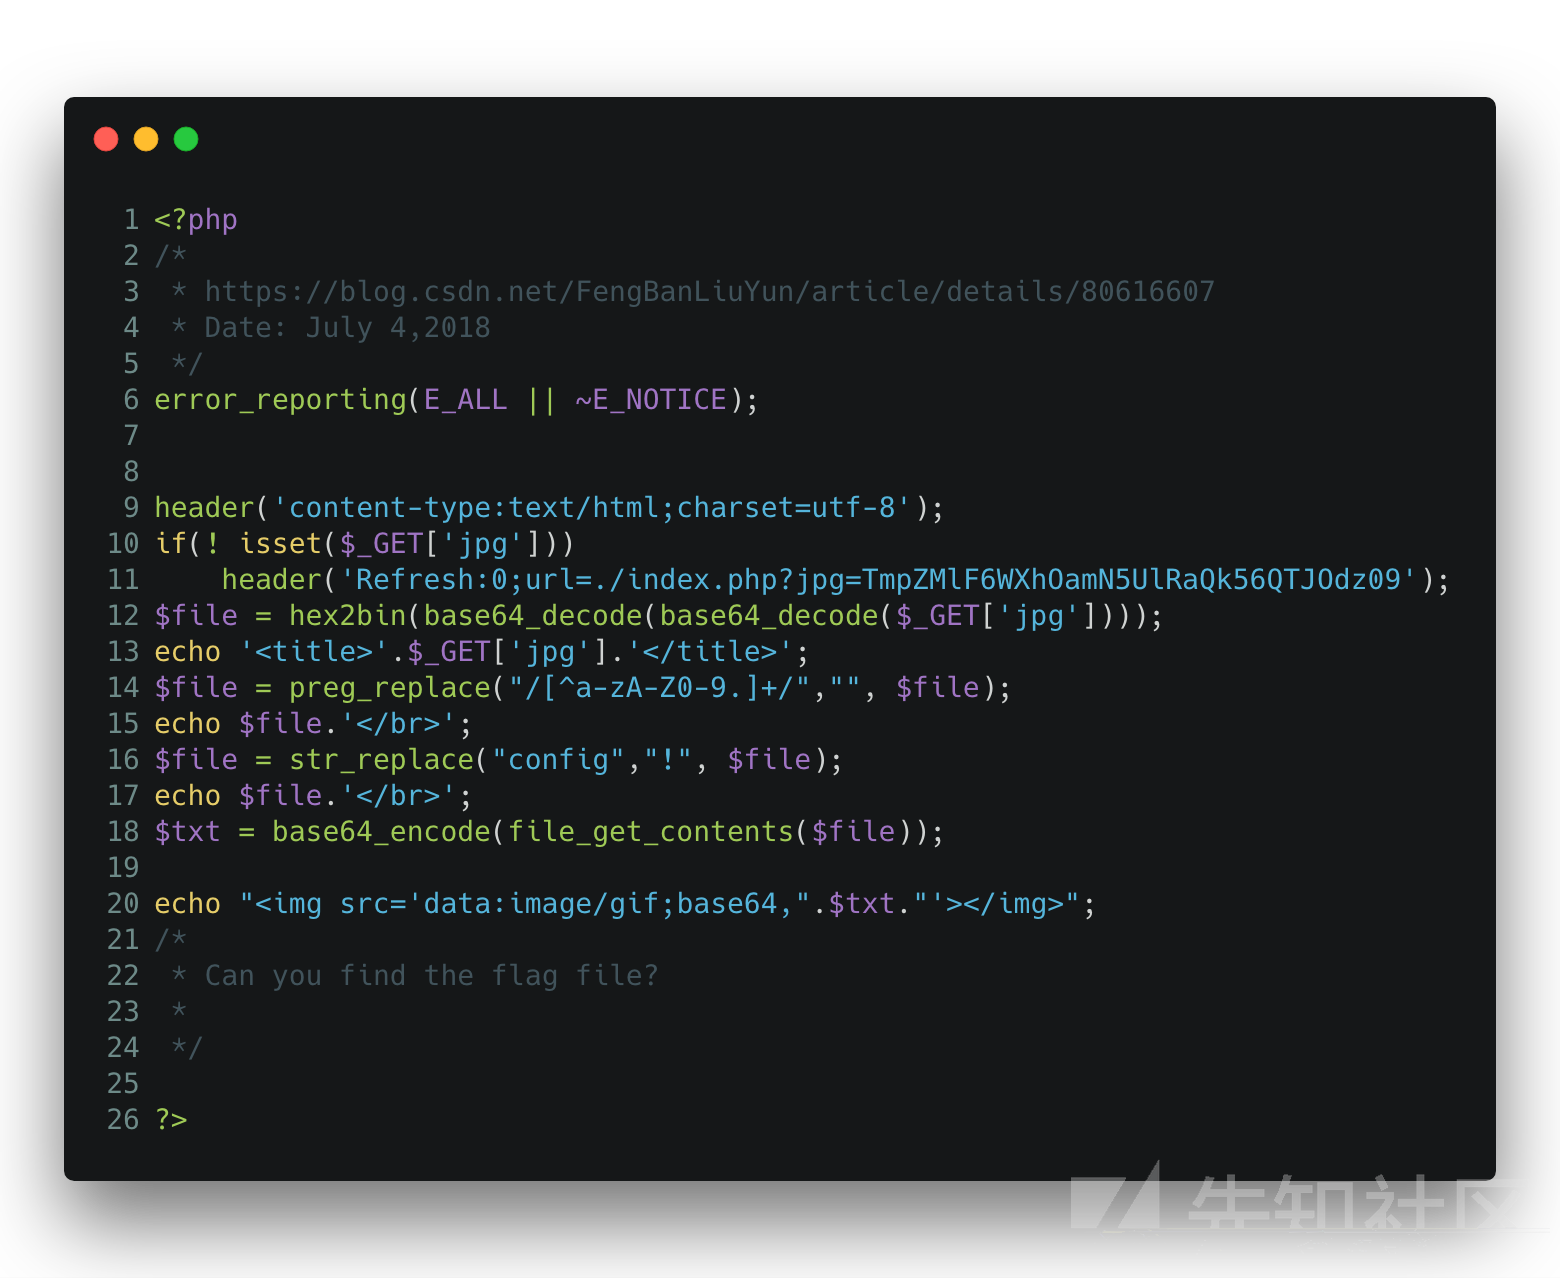 1 <?php
2 /*
3  * https://blog.csdn.net/FengBanLiuYun/article/details/80616607
4  * Date: July 4,2018
5  */
6 error_reporting(E_ALL || ~E_NOTICE);
7
8
9 header('content-type:text/html;charset=utf-8');
10 if(! isset($_GET['jpg']))
11     header('Refresh:0;url=./index.php?jpg=TmpZMlF6WXhOamN5UlRaQk56QTJOdz09');
12 $file = hex2bin(base64_decode(base64_decode($_GET['jpg'])));
13 echo '<title>'.$_GET['jpg'].'</title>';
14 $file = preg_replace("/[^a-zA-Z0-9.]+/","", $file);
15 echo $file.'</br>';
16 $file = str_replace("config","!", $file);
17 echo $file.'</br>';
18 $txt = base64_encode(file_get_contents($file));
19
20 echo "<img src='data:image/gif;base64,".$txt."'></img>";
21 /*
22  * Can you find the flag file?
23  *
24  */
25
26 ?>
先知社区